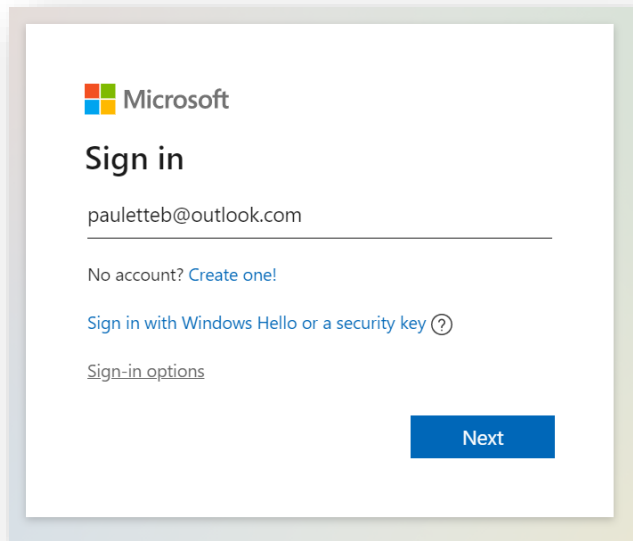 Microsoft
Sign in
pauletteb@outlook.com
No account? Create one!
Sign in with Windows Hello or a security key ?
Sign-in options
Next